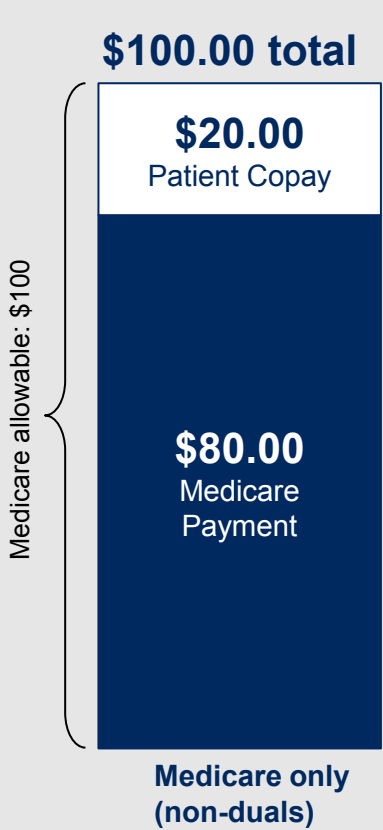 $100.00 total
$20.00
Patient Copay
Medicare allowable: $100
$80.00
Medicare
Payment
Medicare only
(non-duals)